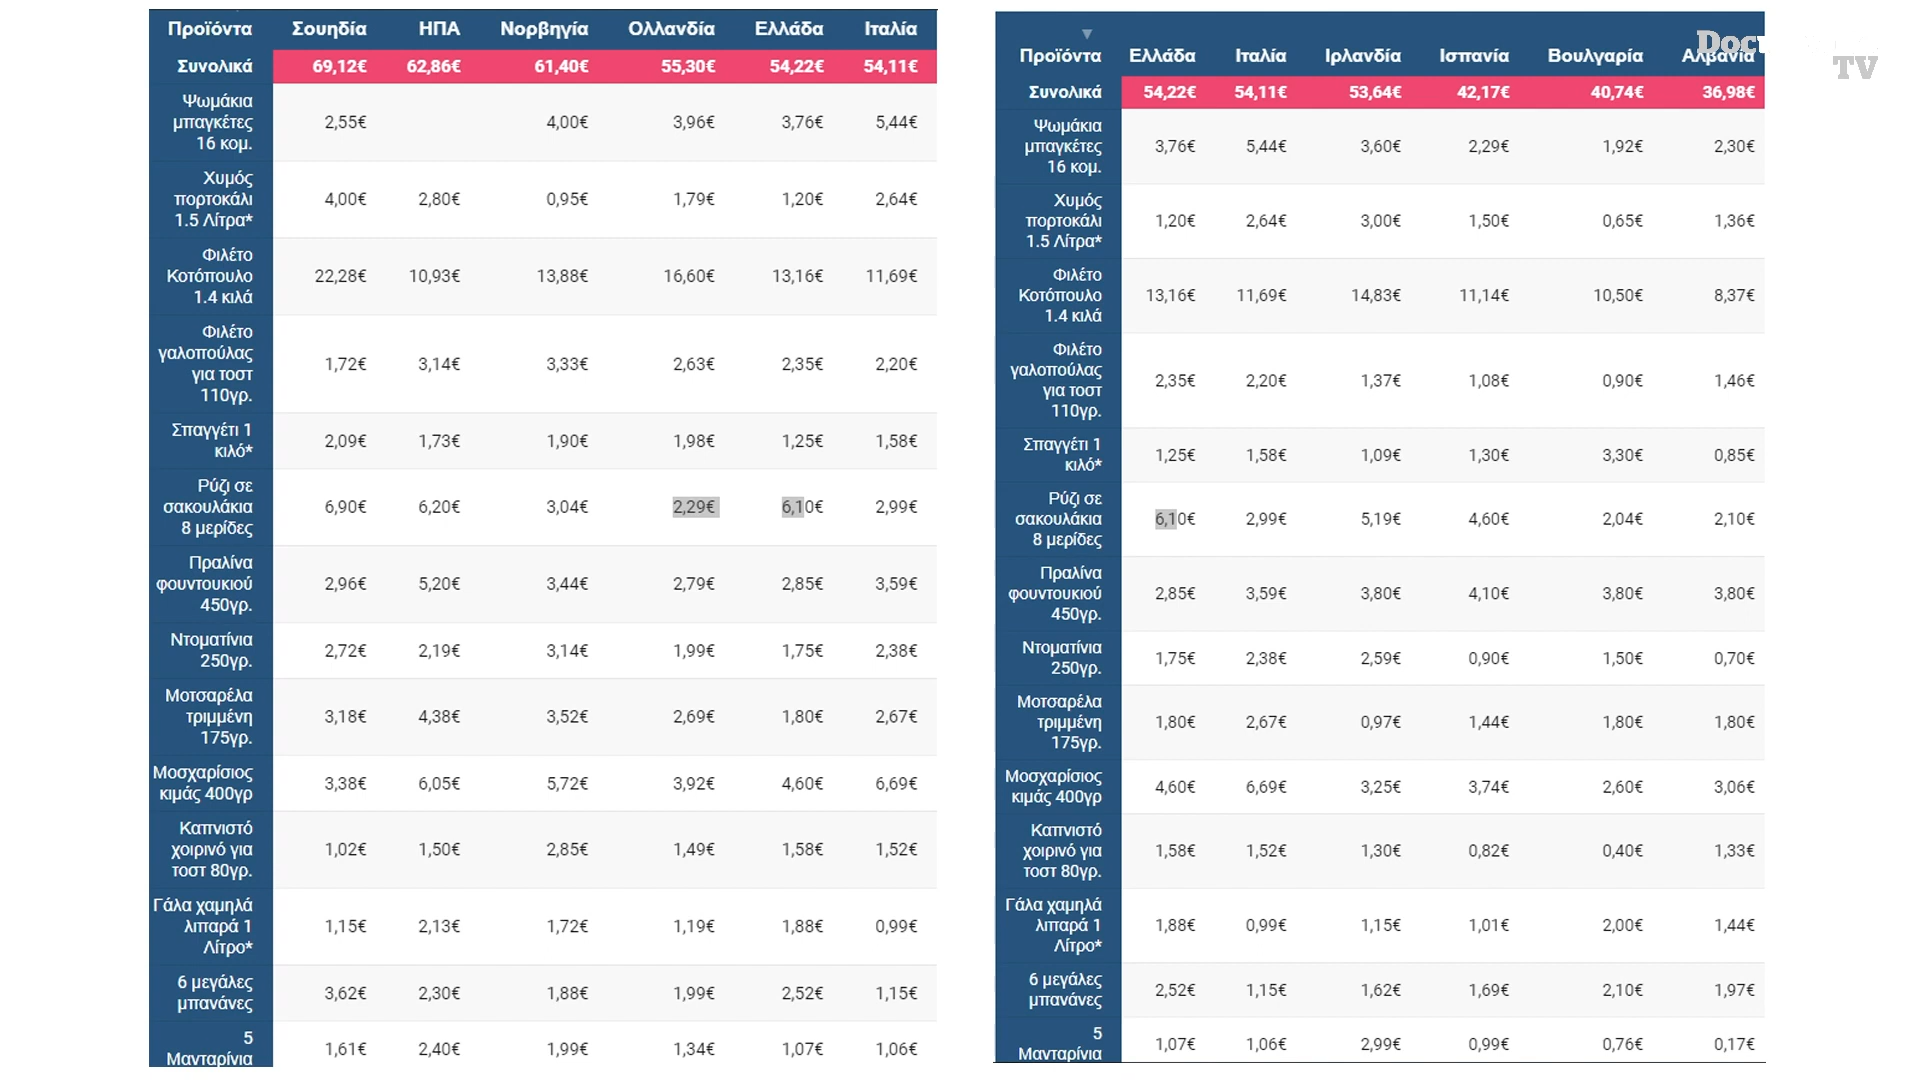 Προϊόντα Σουηδία ΗΠΑ Νορβηγία Ολλανδία Ελλάδα Ιταλία
Συνολικά 69,12€ 62,86€ 61,40€ 55,30€ 54,22€ 54,11€
Ψωμάκια
μπαγκέτες
16 κομ.
2,55€ 4,00€ 3,96€ 3,76€ 5,44€
Χυμός
πορτοκάλι
1.5 Λίτρα*
4,00€ 2,80€ 0,95€ 1,79€ 1,20€ 2,64€
Φιλέτο
Κοτόπουλο
1.4 κιλά
22,28€ 10,93€ 13,88€ 16,60€ 13,16€ 11,69€
Φιλέτο
γαλοπούλας
για τοστ
110γρ.
1,72€ 3,14€ 3,33€ 2,63€ 2,35€ 2,20€
Σπαγγέτι 1
κιλό*
2,09€ 1,73€ 1,90€ 1,98€ 1,25€ 1,58€
Ρύζι σε
σακουλάκια
8 μερίδες
6,90€ 6,20€ 3,04€ 2,29€ 6,10€ 2,99€
Πραλίνα
φουντουκιού
450γρ.
2,96€ 5,20€ 3,44€ 2,79€ 2,85€ 3,59€
Ντοματίνια
250γρ.
2,72€ 2,19€ 3,14€ 1,99€ 1,75€ 2,38€
Μοτσαρέλα
τριμμένη
175γρ.
3,18€ 4,38€ 3,52€ 2,69€ 1,80€ 2,67€
Μοσχαρίσιος
κιμάς 400γρ
3,38€ 6,05€ 5,72€ 3,92€ 4,60€ 6,69€
Καπνιστό
χοιρινό για
τοστ 80γρ.
1,02€ 1,50€ 2,85€ 1,49€ 1,58€ 1,52€
Γάλα χαμηλά
λιπαρά 1
Λίτρο*
1,15€ 2,13€ 1,72€ 1,19€ 1,88€ 0,99€
6 μεγάλες
μπανάνες
3,62€ 2,30€ 1,88€ 1,99€ 2,52€ 1,15€
5
Μανταρίνια
1,61€ 2,40€ 1,99€ 1,34€ 1,07€ 1,06€
TV
Προϊόντα Ελλάδα Ιταλία Ιρλανδία Ισπανία Βουλγαρία Αλβανία
Συνολικά 54,22€ 54,11€ 53,64€ 42,17€ 40,74€ 36,98€
Ψωμάκια
μπαγκέτες
16 κομ.
3,76€ 5,44€ 3,60€ 2,29€ 1,92€ 2,30€
Χυμός
πορτοκάλι
1.5 Λίτρα*
1,20€ 2,64€ 3,00€ 1,50€ 0,65€ 1,36€
Φιλέτο
Κοτόπουλο
1.4 κιλά
13,16€ 11,69€ 14,83€ 11,14€ 10,50€ 8,37€
Φιλέτο
γαλοπούλας
για τοστ
110γρ.
2,35€ 2,20€ 1,37€ 1,08€ 0,90€ 1,46€
Σπαγγέτι 1
κιλό*
1,25€ 1,58€ 1,09€ 1,30€ 3,30€ 0,85€
Ρύζι σε
σακουλάκια
8 μερίδες
6,10€ 2,99€ 5,19€ 4,60€ 2,04€ 2,10€
Πραλίνα
φουντουκιού
450γρ.
2,85€ 3,59€ 3,80€ 4,10€ 3,80€ 3,80€
Ντοματίνια
250γρ.
1,75€ 2,38€ 2,59€ 0,90€ 1,50€ 0,70€
Μοτσαρέλα
τριμμένη
175γρ.
1,80€ 2,67€ 0,97€ 1,44€ 1,80€ 1,80€
Μοσχαρίσιος
κιμάς 400γρ
4,60€ 6,69€ 3,25€ 3,74€ 2,60€ 3,06€
Καπνιστό
χοιρινό για
τοστ 80γρ.
1,58€ 1,52€ 1,30€ 0,82€ 0,40€ 1,33€
Γάλα χαμηλά
λιπαρά 1
Λίτρο*
1,88€ 0,99€ 1,15€ 1,01€ 2,00€ 1,44€
6 μεγάλες
μπανάνες
2,52€ 1,15€ 1,62€ 1,69€ 2,10€ 1,97€
5
Μανταρίνια
1,07€ 1,06€ 2,99€ 0,99€ 0,76€ 0,17€